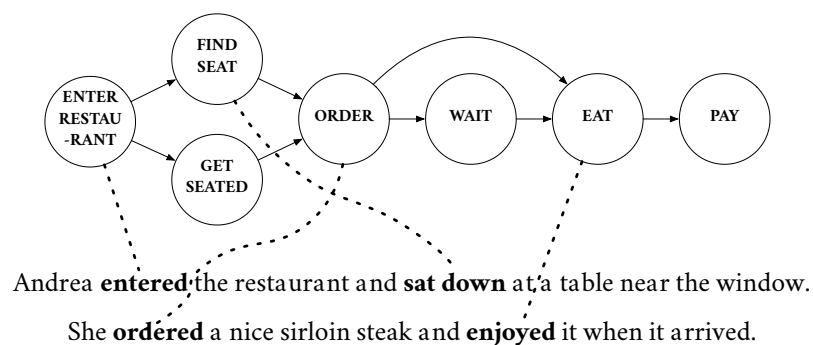 FIND
SEAT
ENTER
RESTAU
-RANT
ORDER
WAIT
EAT
PAY
GET
SEATED
Andrea entered the restaurant and sat down at a table near the window.
She ordered a nice sirloin steak and enjoyed it when it arrived.